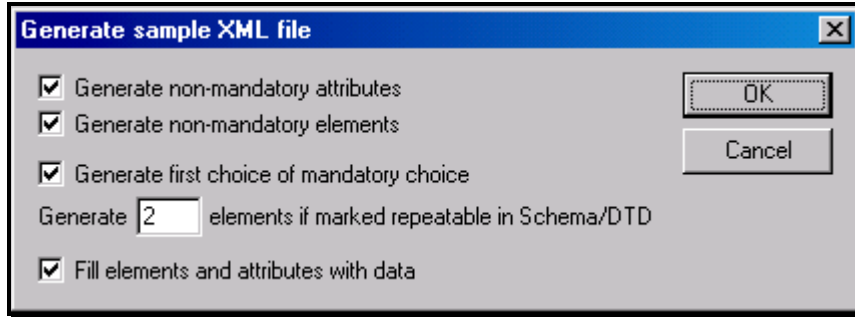 Generate sample XML file
Generate non-mandatory attributes
OK
Generate non-mandatory elements
Cancel
Generate first choice of mandatory choice
Generate 2 elements if marked repeatable in Schema/DTD
Fill elements and attributes with data